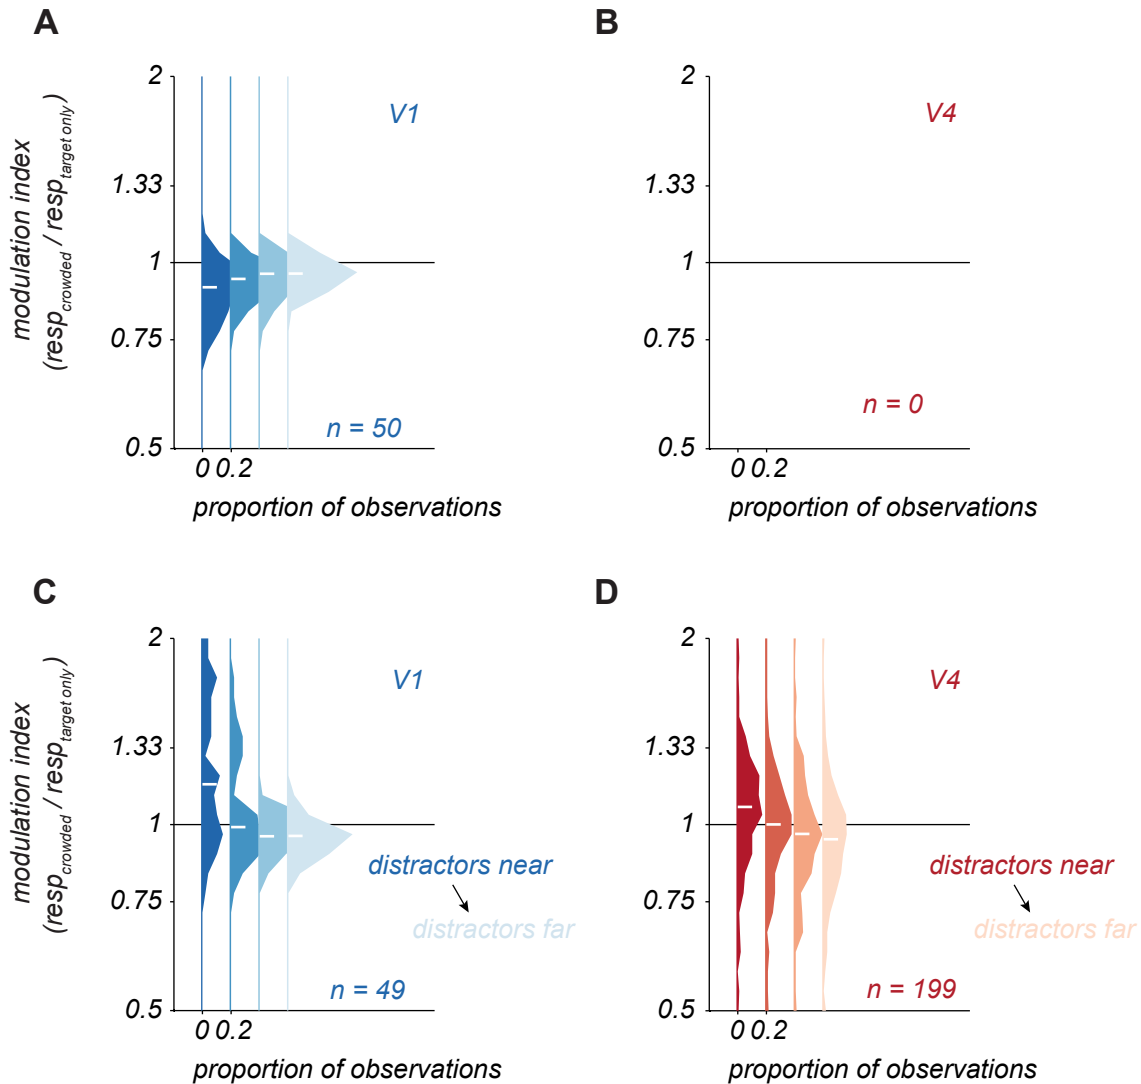 A
modulation index
(resp_crowded / resp_target only)
2
1.33
1
0.75
0.5
V1
n = 50
0 0.2
proportion of observations
B
2
1.33
1
0.75
0.5
V4
n = 0
0 0.2
proportion of observations
C
modulation index
(resp_crowded / resp_target only)
2
1.33
1
0.75
0.5
V1
distractors near
distractors far
n = 49
0 0.2
proportion of observations
D
2
1.33
1
0.75
0.5
V4
distractors near
distractors far
n = 199
0 0.2
proportion of observations